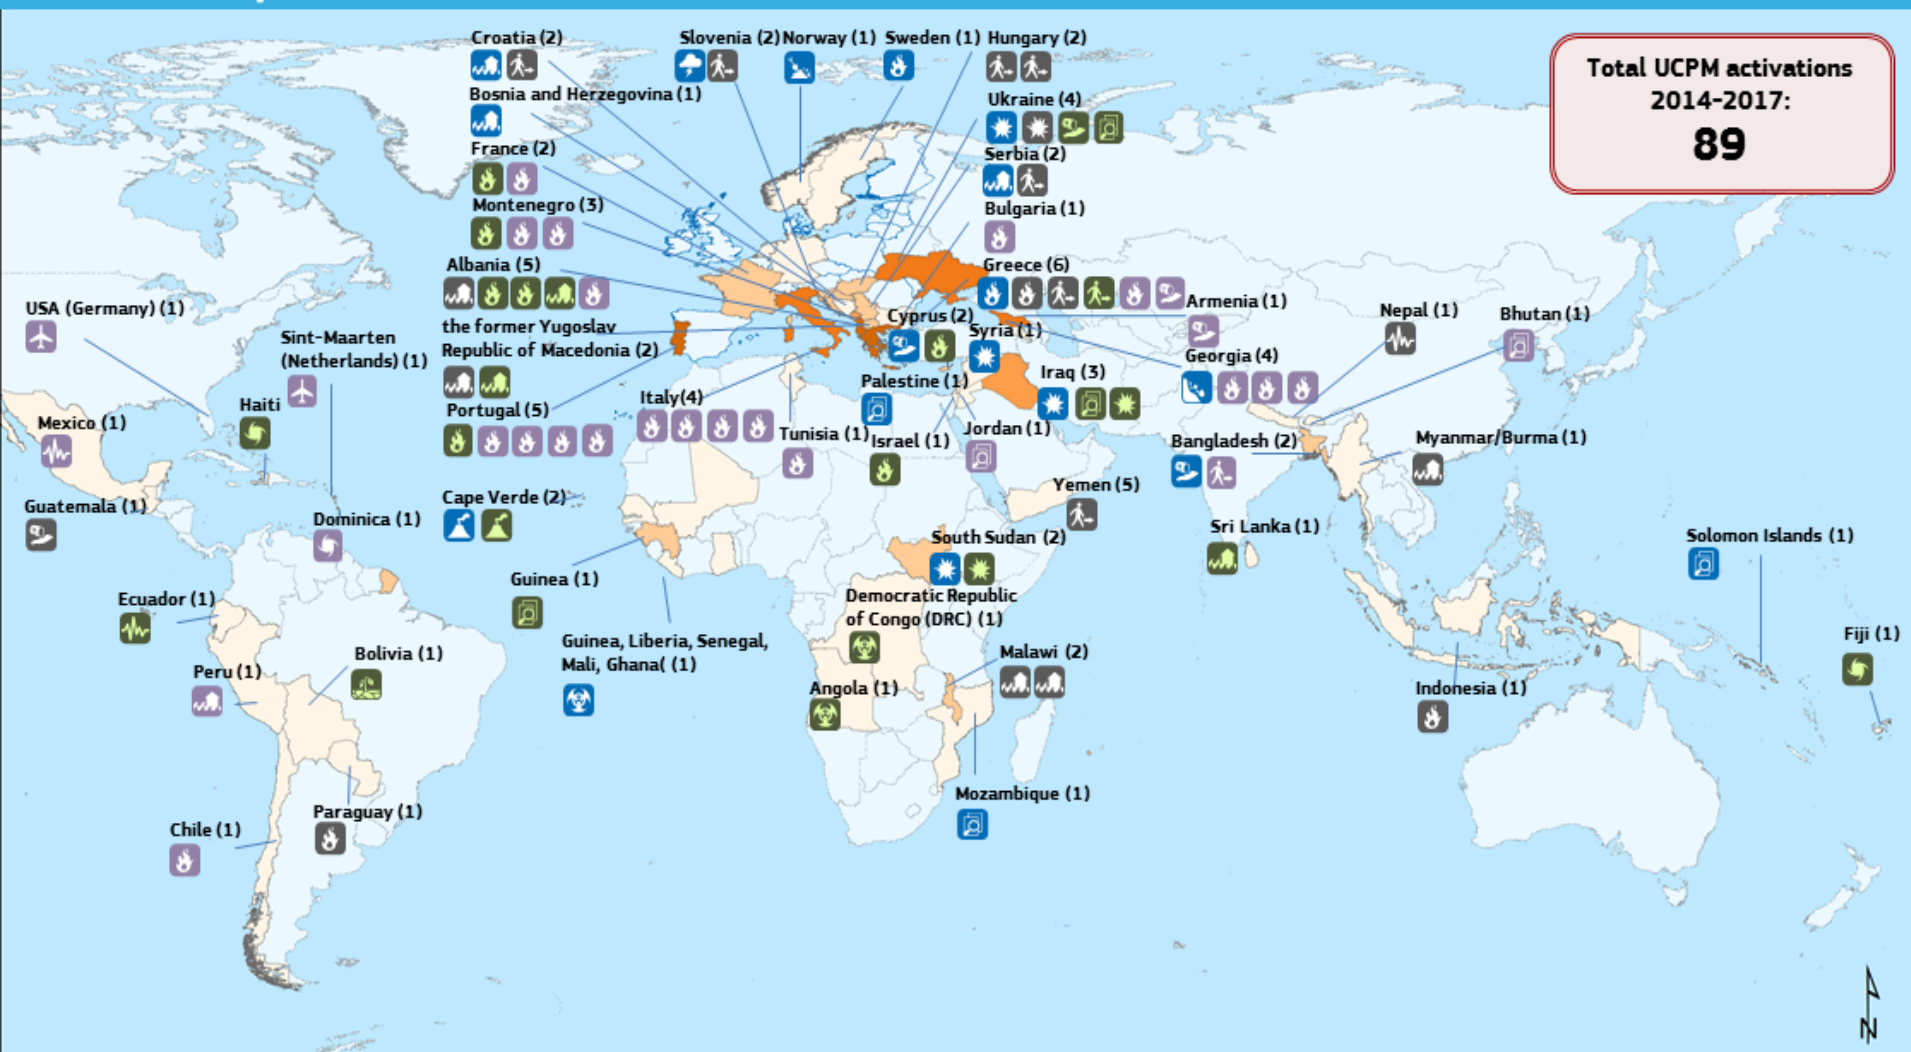 Croatia (2)
Slovenia (2)
Norway (1)
Sweden (1)
Hungary (2)
Total UCPM activations
2014-2017:
89
Bosnia and Herzegovina (1)
Ukraine (4)
France (2)
Serbia (2)
Montenegro (3)
Bulgaria (1)
Albania (5)
Greece (6)
USA (Germany) (1)
Sint-Maarten
(Netherlands) (1)
the former Yugoslav
Republic of Macedonia (2)
Cyprus (2)
Syria (1)
Armenia (1)
Nepal (1)
Bhutan (1)
Georgia (4)
Palestine (1)
Iraq (3)
Haiti
Mexico (1)
Portugal (5)
Italy(4)
Tunisia (1)
Israel (1)
Jordan (1)
Bangladesh (2)
Myanmar/Burma (1)
Guatemala (1)
Dominica (1)
Cape Verde (2)
Yemen (5)
Sri Lanka (1)
South Sudan (2)
Solomon Islands (1)
Ecuador (1)
Guinea (1)
Democratic Republic
of Congo (DRC) (1)
Guinea, Liberia, Senegal,
Mali, Ghana( (1)
Fiji (1)
Peru (1)
Bolivia (1)
Malawi (2)
Angola (1)
Indonesia (1)
Mozambique (1)
Chile (1)
Paraguay (1)
N